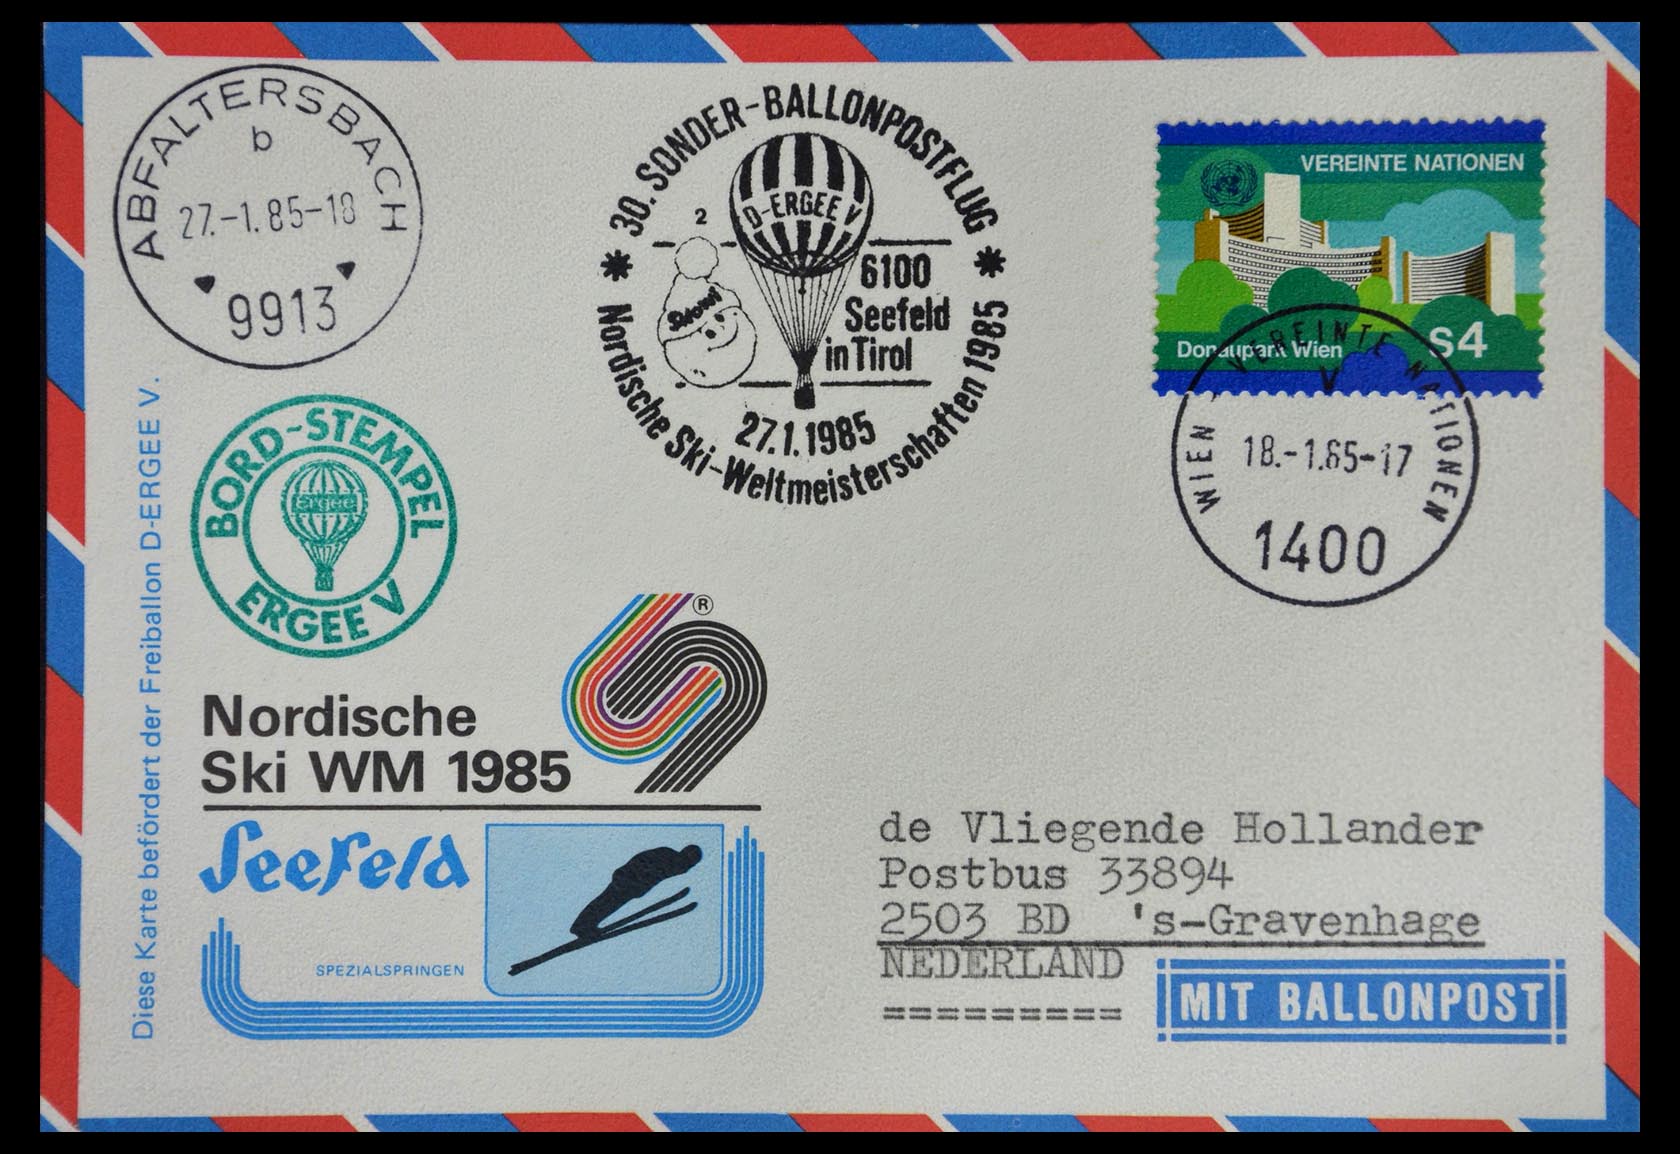 ABFALTERSBACH
b
27.-1.85-18
9913
30. SONDER-BALLONPOSTFLUG
D-ERGEE V
2
6100
Seefeld
in Tirol
27.1.1985
Nordische Ski-Weltmeisterschaften 1985
VEREINTE NATIONEN
Donaupark Wien
S4
WIEN - VEREINTE NATIONEN
V
18.-1.85-17
1400
Diese Karte befördert der Freiballon D-ERGEE V.
BORD-STEMPEL
Ergee
ERGEE V
®
Nordische
Ski WM 1985
Seefeld
SPEZIALSPRINGEN
de Vliegende Hollander
Postbus 33894
2503 BD 's-Gravenhage
NEDERLAND
=========
MIT BALLONPOST